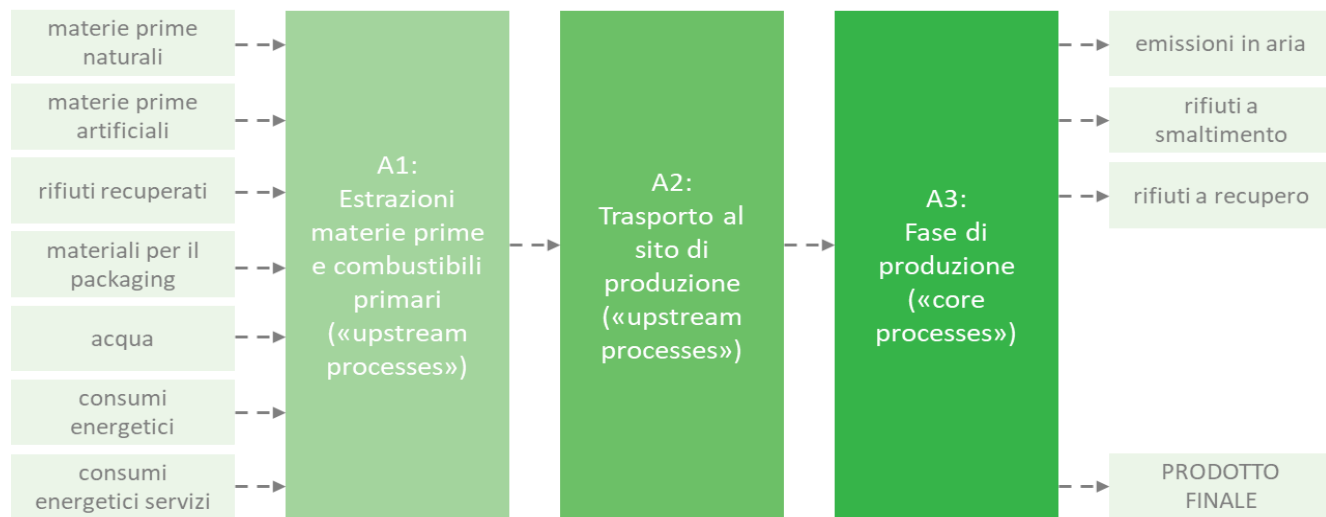 materie prime
naturali
materie prime
artificiali
rifiuti recuperati
materiali per il
packaging
acqua
consumi
energetici
consumi
energetici servizi
A1:
Estrazioni
materie prime
e combustibili
primari
(«upstream
processes»)
A2:
Trasporto al
sito di
produzione
(«upstream
processes»)
A3:
Fase di
produzione
(«core
processes»)
emissioni in aria
rifiuti a
smaltimento
rifiuti a recupero
PRODOTTO
FINALE